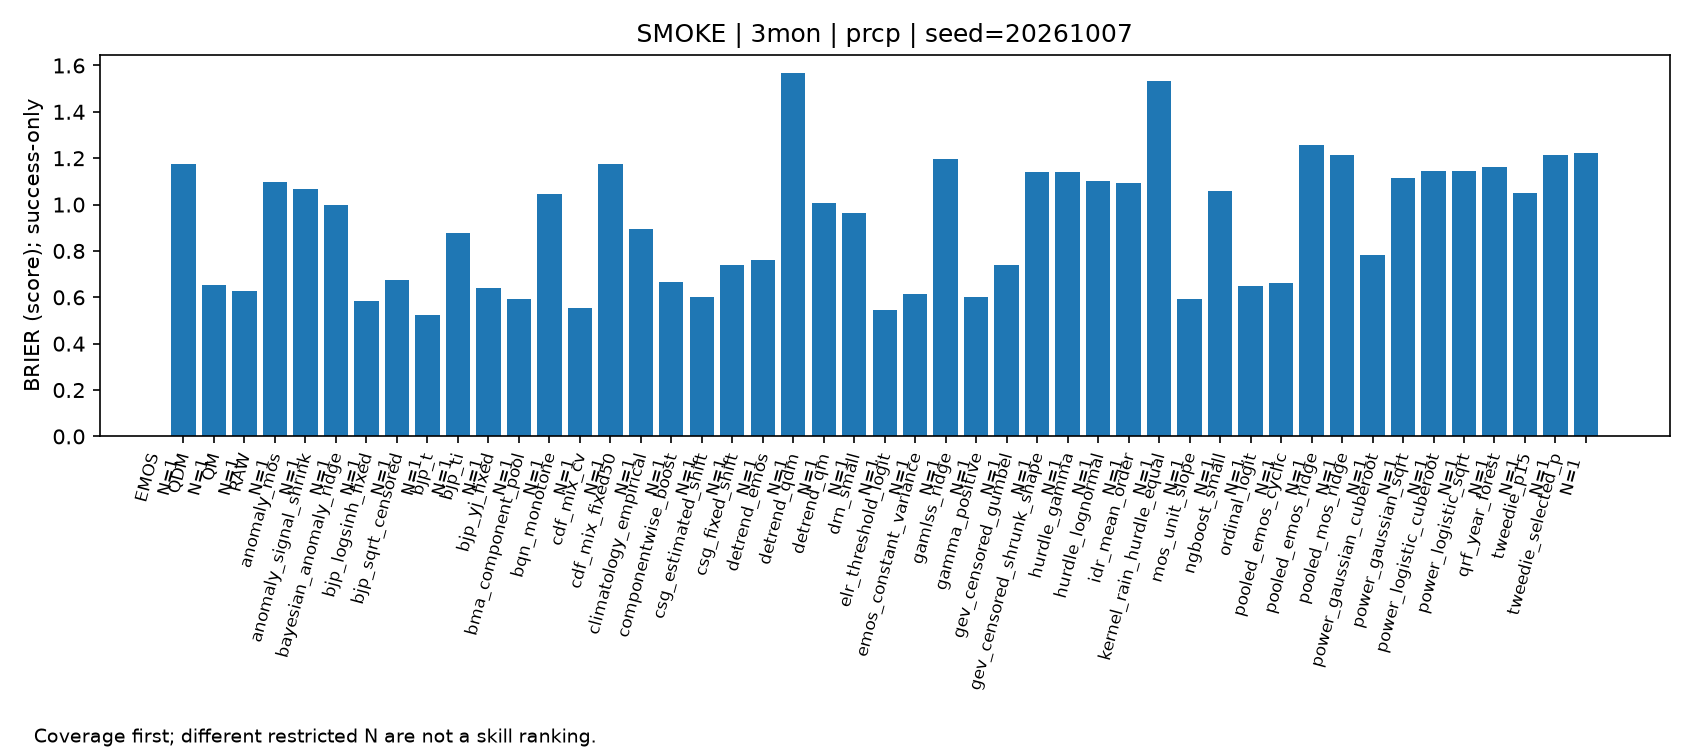 SMOKE | 3mon | prcp | seed=20261007
BRIER (score); success-only
1.6
1.4
1.2
1.0
0.8
0.6
0.4
0.2
0.0
EMOS
N=1
QDM
N=1
QM
N=1
RAW
N=1
anomaly_mos
N=1
anomaly_signal_shrink
N=1
bayesian_anomaly_ridge
N=1
bjp_logsinh_fixed
N=1
bjp_sqrt_censored
N=1
bjp_t
N=1
bjp_ti
N=1
bjp_yj_fixed
N=1
bma_component_pool
N=1
bqn_monotone
N=1
cdf_mix_cv
N=1
cdf_mix_fixed50
N=1
climatology_empirical
N=1
componentwise_boost
N=1
csg_estimated_shift
N=1
csg_fixed_shift
N=1
detrend_emos
N=1
detrend_qdm
N=1
detrend_qm
N=1
drn_small
N=1
elr_threshold_logit
N=1
emos_constant_variance
N=1
gamlss_ridge
N=1
gamma_positive
N=1
gev_censored_gumbel
N=1
gev_censored_shrunk_shape
N=1
hurdle_gamma
N=1
hurdle_lognormal
N=1
idr_mean_order
N=1
kernel_rain_hurdle_equal
N=1
mos_unit_slope
N=1
ngboost_small
N=1
ordinal_logit
N=1
pooled_emos_cyclic
N=1
pooled_emos_ridge
N=1
pooled_mos_ridge
N=1
power_gaussian_cuberoot
N=1
power_gaussian_sqrt
N=1
power_logistic_cuberoot
N=1
power_logistic_sqrt
N=1
qrf_year_forest
N=1
tweedie_p15
N=1
tweedie_selected_p
N=1
Coverage first; different restricted N are not a skill ranking.